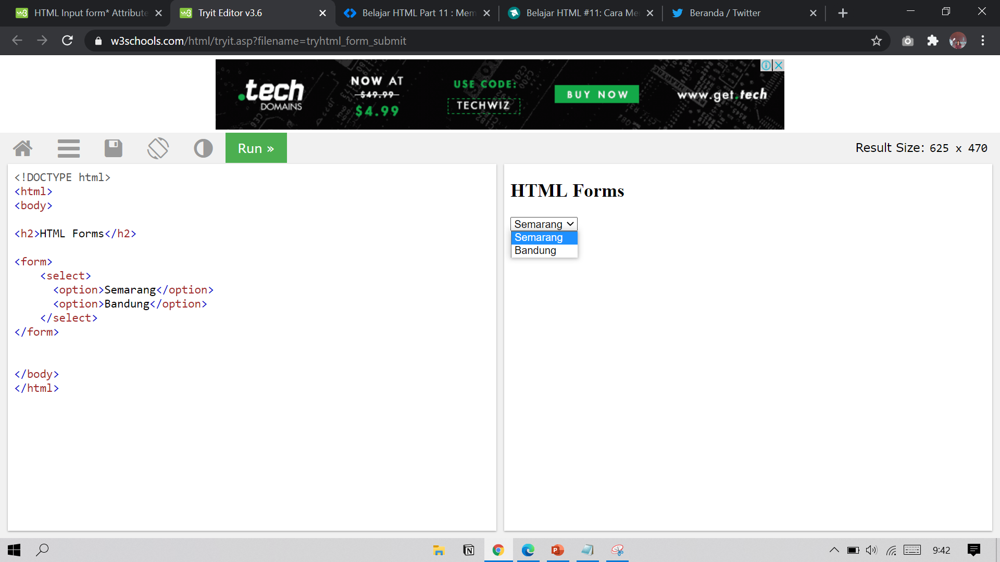 HTML Input form* Attribute
Tryit Editor v3.6
Belajar HTML Part 11 : Mem
Belajar HTML #11: Cara Me
Beranda / Twitter
w3schools.com/html/tryit.asp?filename=tryhtml_form_submit
.tech
DOMAINS
NOW AT
$49.99
$4.99
USE CODE:
TECHWIZ
BUY NOW
www.get.tech
Run »
Result Size: 625 x 470
<!DOCTYPE html>
<html>
<body>
<h2>HTML Forms</h2>
<form>
<select>
<option>Semarang</option>
<option>Bandung</option>
</select>
</form>
</body>
</html>
HTML Forms
Semarang
Semarang
Bandung
9:42